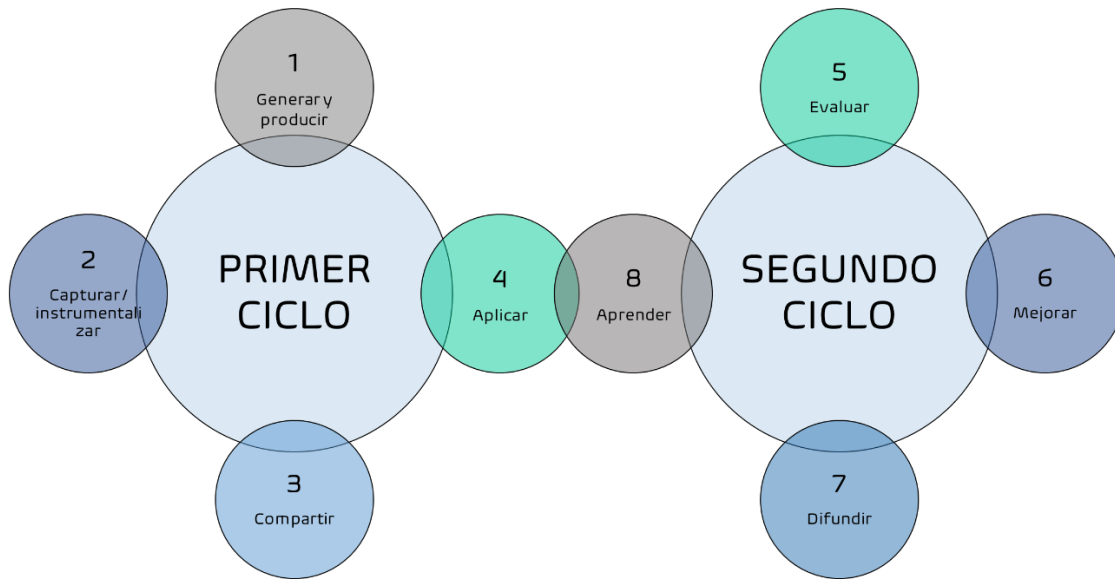 1
Generar y
producir
2
Capturar/
instrumentali
zar
PRIMER
CICLO
3
Compartir
4
Aplicar
5
Evaluar
6
Mejorar
SEGUNDO
CICLO
7
Difundir
8
Aprender